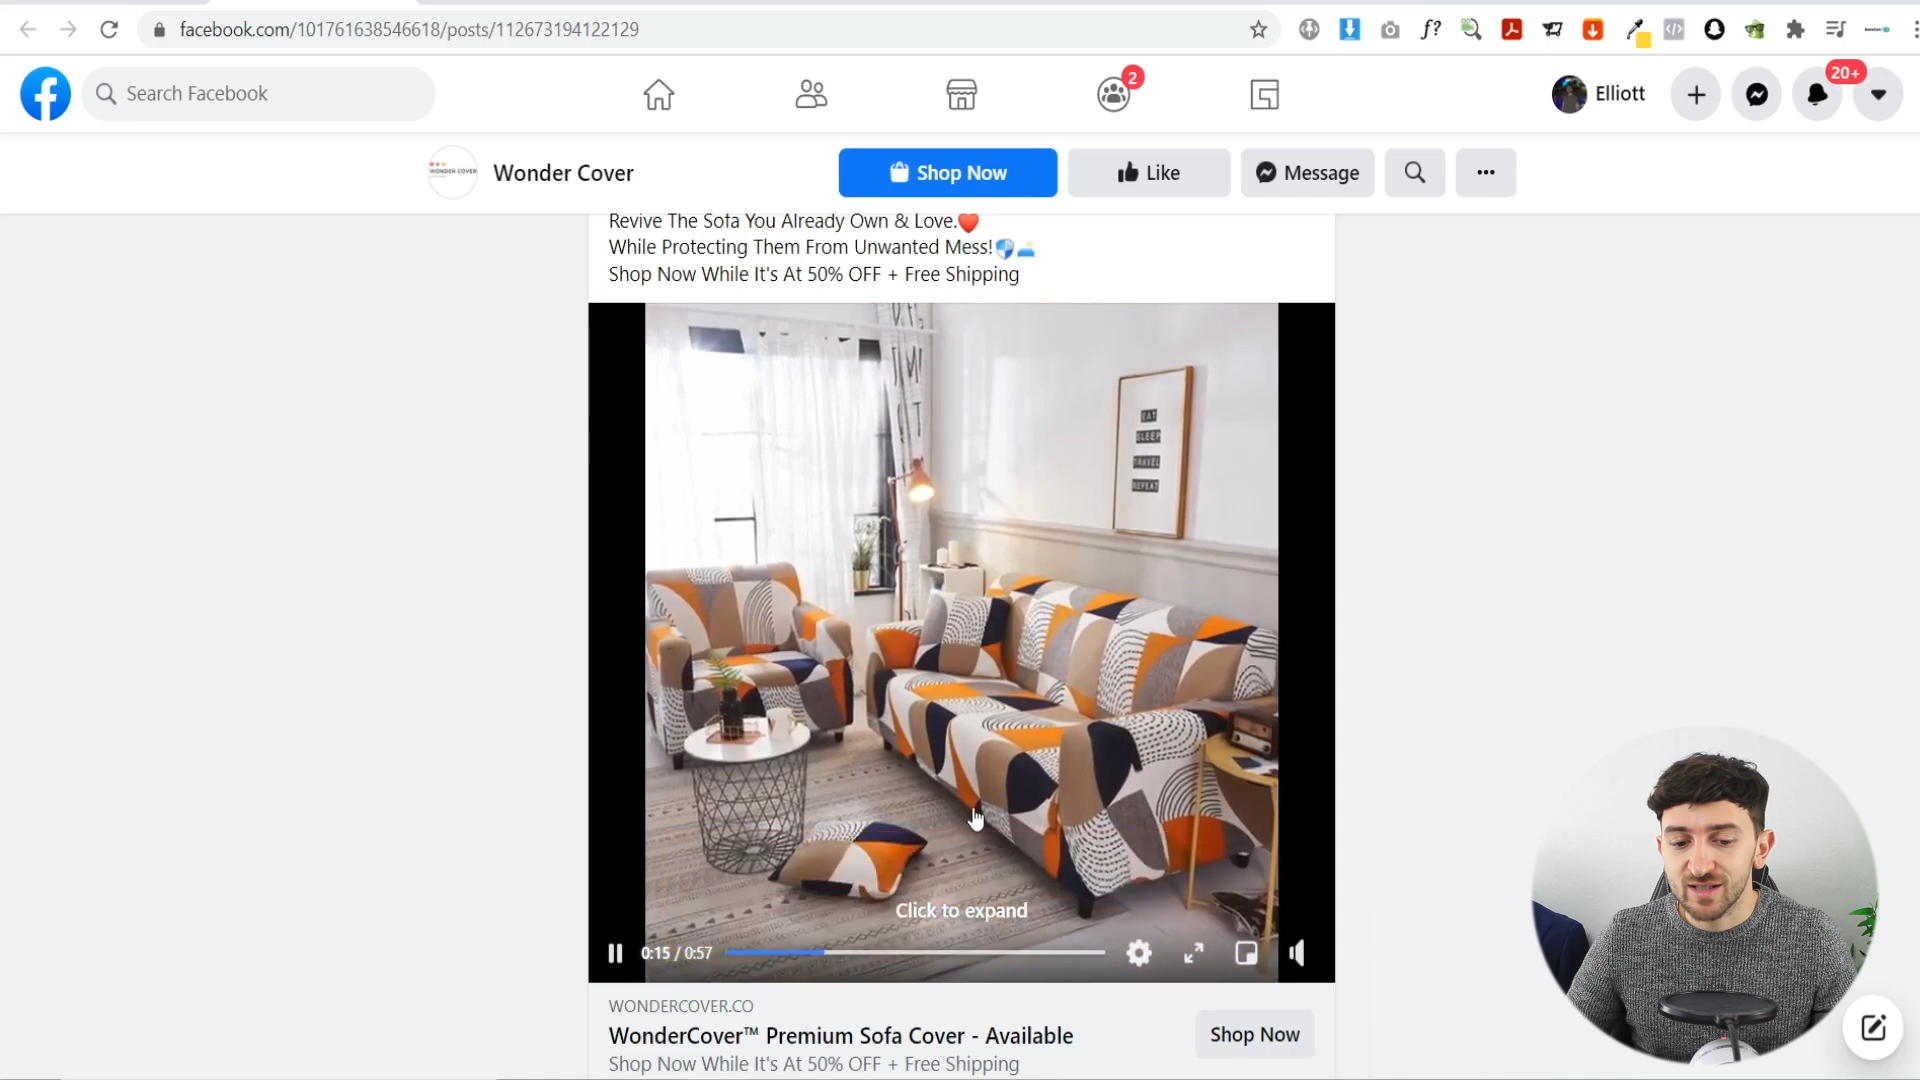 facebook.com/101761638546618/posts/112673194122129
f?
Search Facebook
2
Elliott
20+
WONDER COVER
Wonder Cover
Shop Now
Like
Message
Revive The Sofa You Already Own & Love.❤️
While Protecting Them From Unwanted Mess!🛡️🛋️
Shop Now While It's At 50% OFF + Free Shipping
EAT
SLEEP
TRAVEL
REPEAT
Click to expand
0:15 / 0:57
WONDERCOVER.CO
WonderCover™ Premium Sofa Cover - Available
Shop Now
Shop Now While It's At 50% OFF + Free Shipping